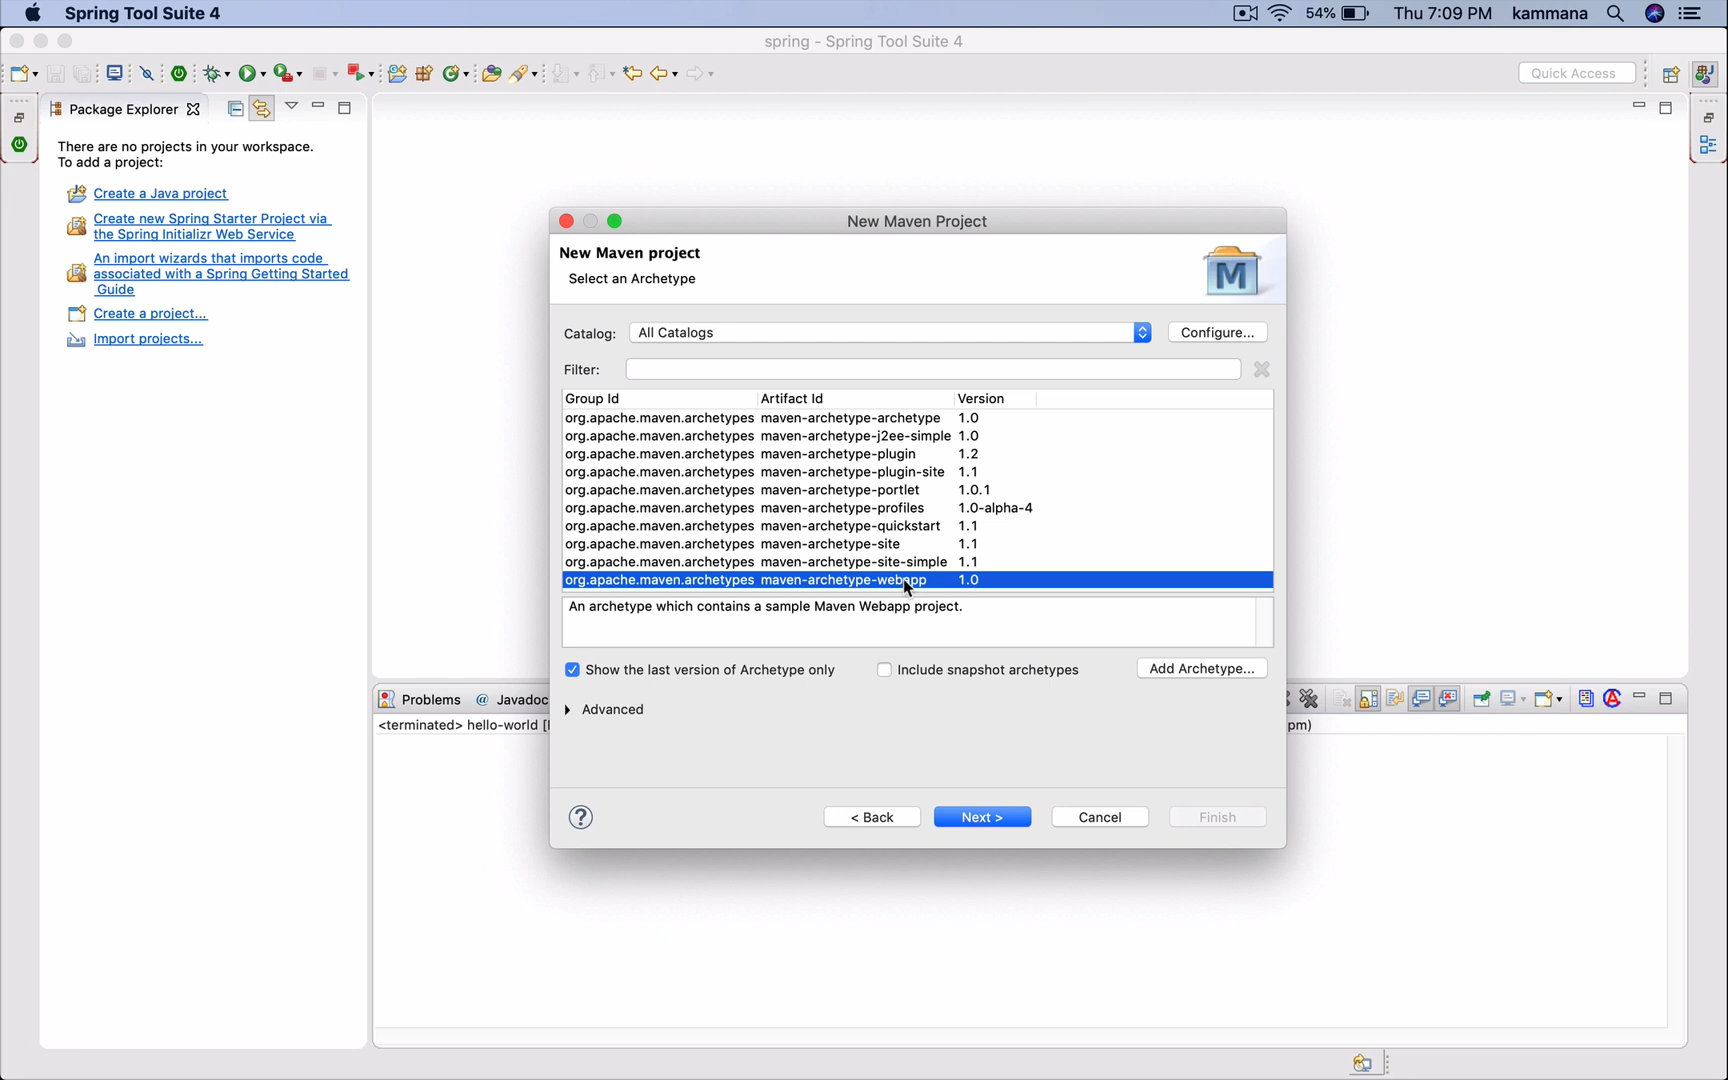 Spring Tool Suite 4
54%
Thu 7:09 PM
kammana
spring - Spring Tool Suite 4
Quick Access
Package Explorer
There are no projects in your workspace.
To add a project:
Create a Java project
Create new Spring Starter Project via
the Spring Initializr Web Service
An import wizards that imports code
associated with a Spring Getting Started
Guide
Create a project...
Import projects...
New Maven Project
New Maven project
Select an Archetype
M
Catalog: All Catalogs Configure...
Filter:
Group Id Artifact Id Version
org.apache.maven.archetypes maven-archetype-archetype 1.0
org.apache.maven.archetypes maven-archetype-j2ee-simple 1.0
org.apache.maven.archetypes maven-archetype-plugin 1.2
org.apache.maven.archetypes maven-archetype-plugin-site 1.1
org.apache.maven.archetypes maven-archetype-portlet 1.0.1
org.apache.maven.archetypes maven-archetype-profiles 1.0-alpha-4
org.apache.maven.archetypes maven-archetype-quickstart 1.1
org.apache.maven.archetypes maven-archetype-site 1.1
org.apache.maven.archetypes maven-archetype-site-simple 1.1
org.apache.maven.archetypes maven-archetype-webapp 1.0
An archetype which contains a sample Maven Webapp project.
Show the last version of Archetype only Include snapshot archetypes Add Archetype...
Advanced
? < Back Next > Cancel Finish
Problems @ Javadoc
<terminated> hello-world [
pm)